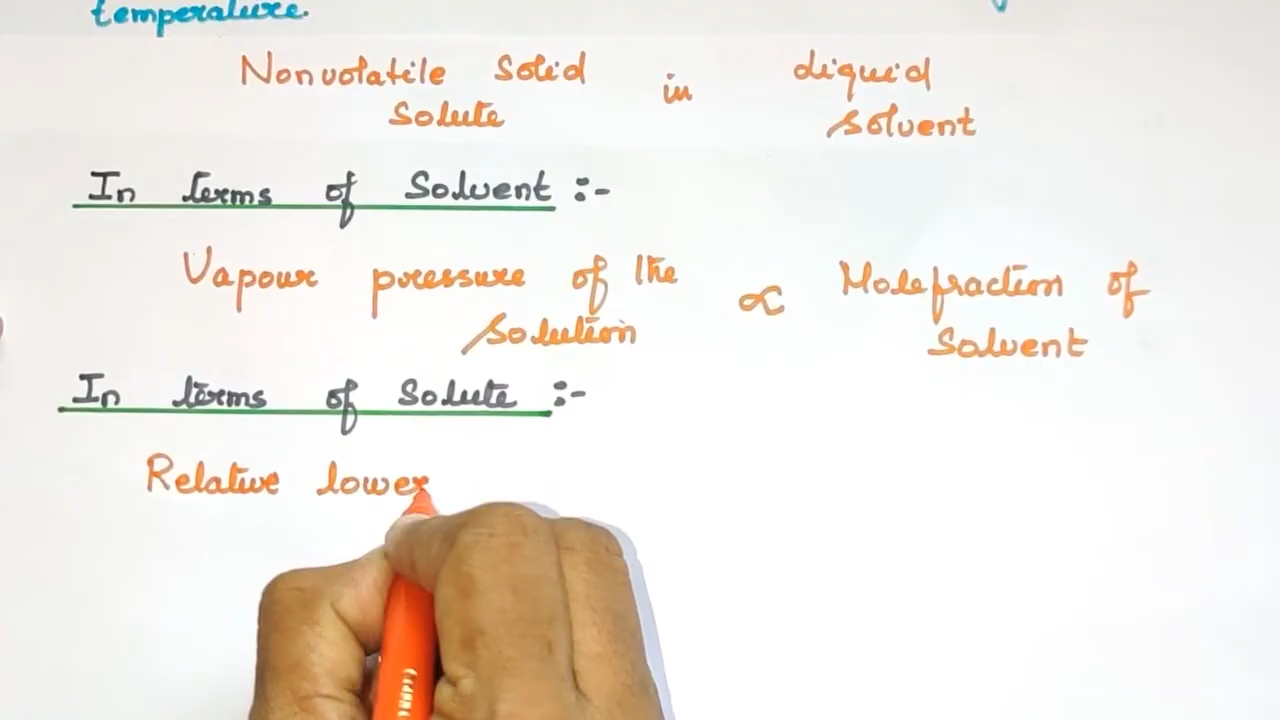 temperature.
Nonvolatile Solid in liquid
Solute solvent
In terms of Solvent :-
Vapour pressure of the ∝ Molefraction of
solution Solvent
In terms of Solute :-
Relative lower